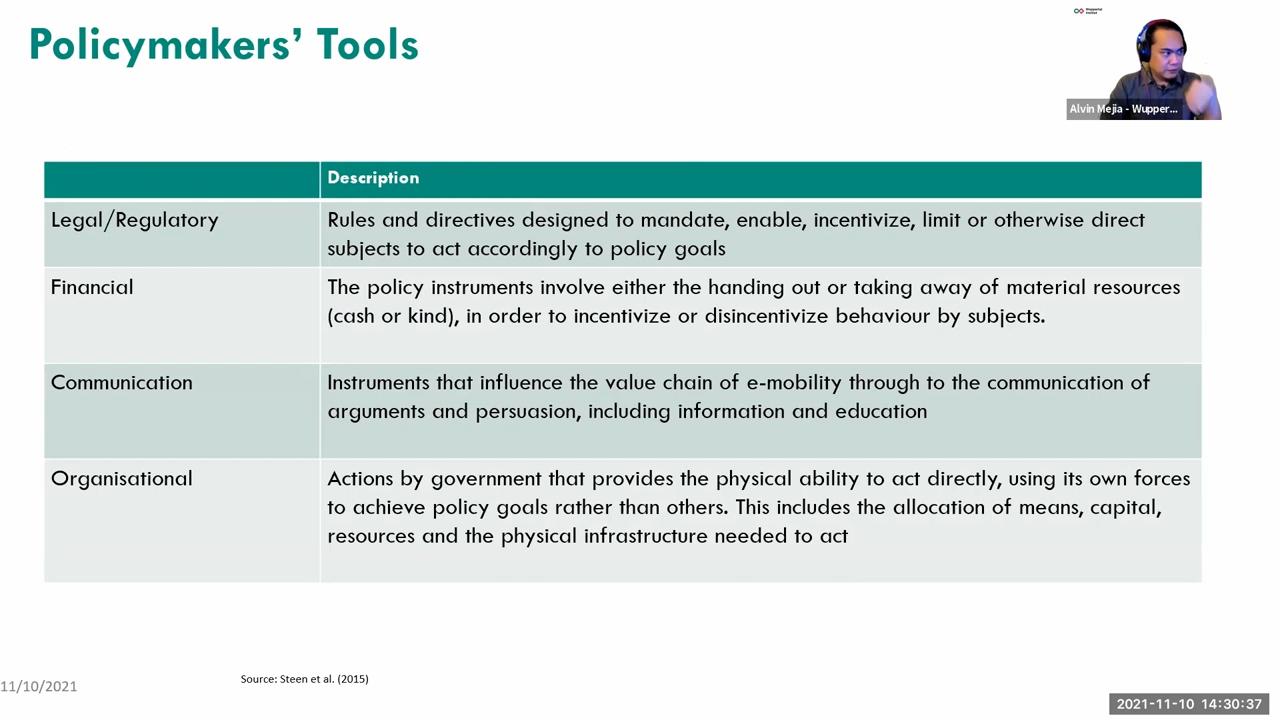 Policymakers' Tools
Wuppertal
Institut
Alvin Mejia - Wupper...
Description
Legal/Regulatory
Rules and directives designed to mandate, enable, incentivize, limit or otherwise direct
subjects to act accordingly to policy goals
Financial
The policy instruments involve either the handing out or taking away of material resources
(cash or kind), in order to incentivize or disincentivize behaviour by subjects.
Communication
Instruments that influence the value chain of e-mobility through to the communication of
arguments and persuasion, including information and education
Organisational
Actions by government that provides the physical ability to act directly, using its own forces
to achieve policy goals rather than others. This includes the allocation of means, capital,
resources and the physical infrastructure needed to act
Source: Steen et al. (2015)
11/10/2021
2021-11-10 14:30:37